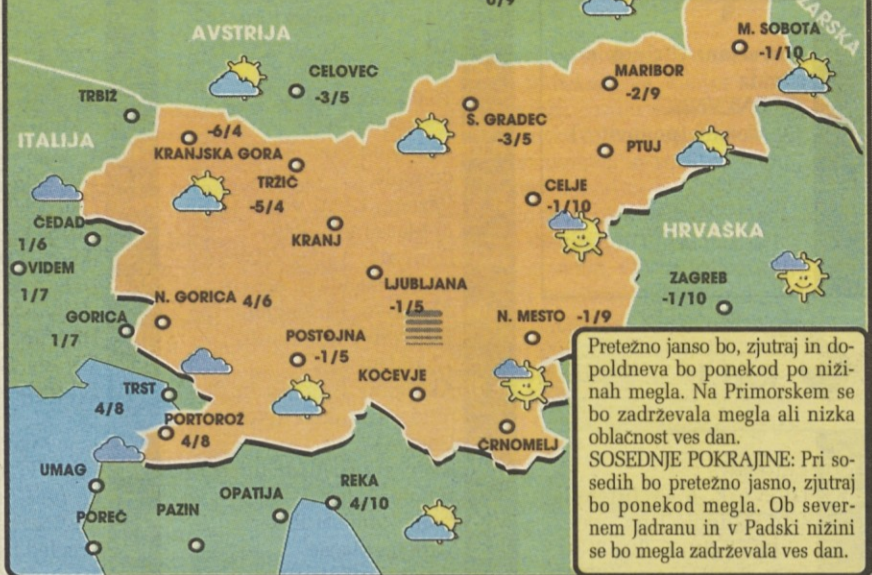 6/9
AVSTRIJA
M. SOBOTA
-1/10
CELOVEC
-3/5
MARIBOR
-2/9
TRBIŽ
S. GRADEC
-3/5
ITALIJA
-6/4
KRANJSKA GORA
PTUJ
TRŽIČ
-5/4
CELJE
-1/10
ČEDAD
1/6
KRANJ
HRVAŠKA
VIDEM
1/7
LJUBLJANA
-1/5
ZAGREB
-1/10
N. GORICA 4/6
GORICA
1/7
N. MESTO -1/9
POSTOJNA
-1/5
KOČEVJE
TRST
4/8
PORTOROŽ
4/8
ČRNOMELJ
UMAG
OPATIJA
REKA
4/10
POREČ
PAZIN
Pretežno janso bo, zjutraj in do-
poldneva bo ponekod po niži-
nah megla. Na Primorskem se
bo zadrževala megla ali nizka
oblačnost ves dan.
SOSEDNJE POKRAJINE: Pri so-
sedih bo pretežno jasno, zjutraj
bo ponekod megla. Ob sever-
nem Jadranu in v Padski nižini
se bo megla zadrževala ves dan.